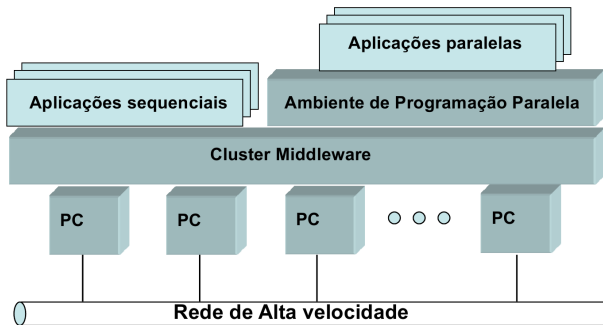 Aplicações paralelas
Aplicações sequenciais
Ambiente de Programação Paralela
Cluster Middleware
PC
PC
PC
PC
Rede de Alta velocidade